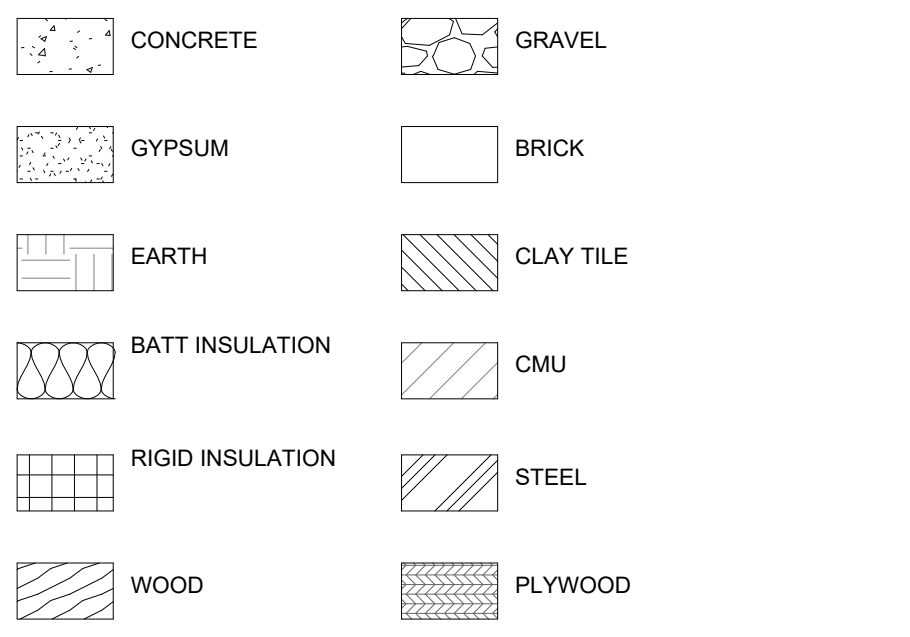 CONCRETE
GRAVEL
GYPSUM
BRICK
EARTH
CLAY TILE
BATT INSULATION
CMU
RIGID INSULATION
STEEL
WOOD
PLYWOOD